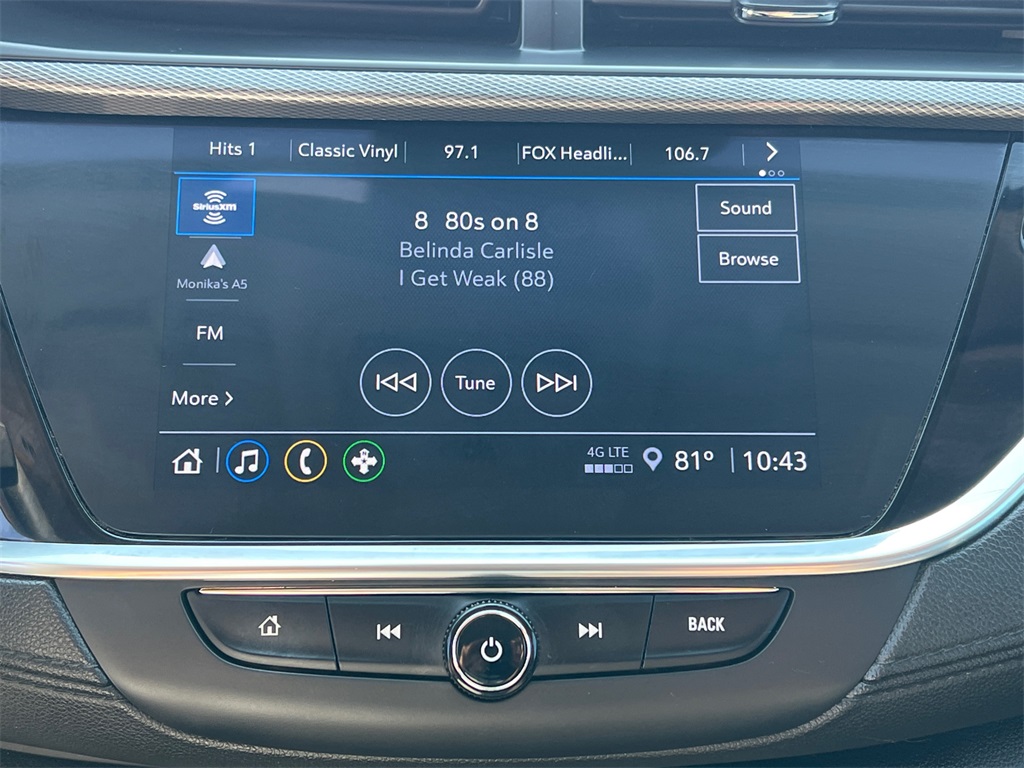 Hits 1
Classic Vinyl
97.1
FOX Headli...
106.7
SiriusXM
8 80s on 8
Sound
Belinda Carlisle
Browse
I Get Weak (88)
Monika's A5
FM
Tune
More
4G LTE
81°
10:43
BACK